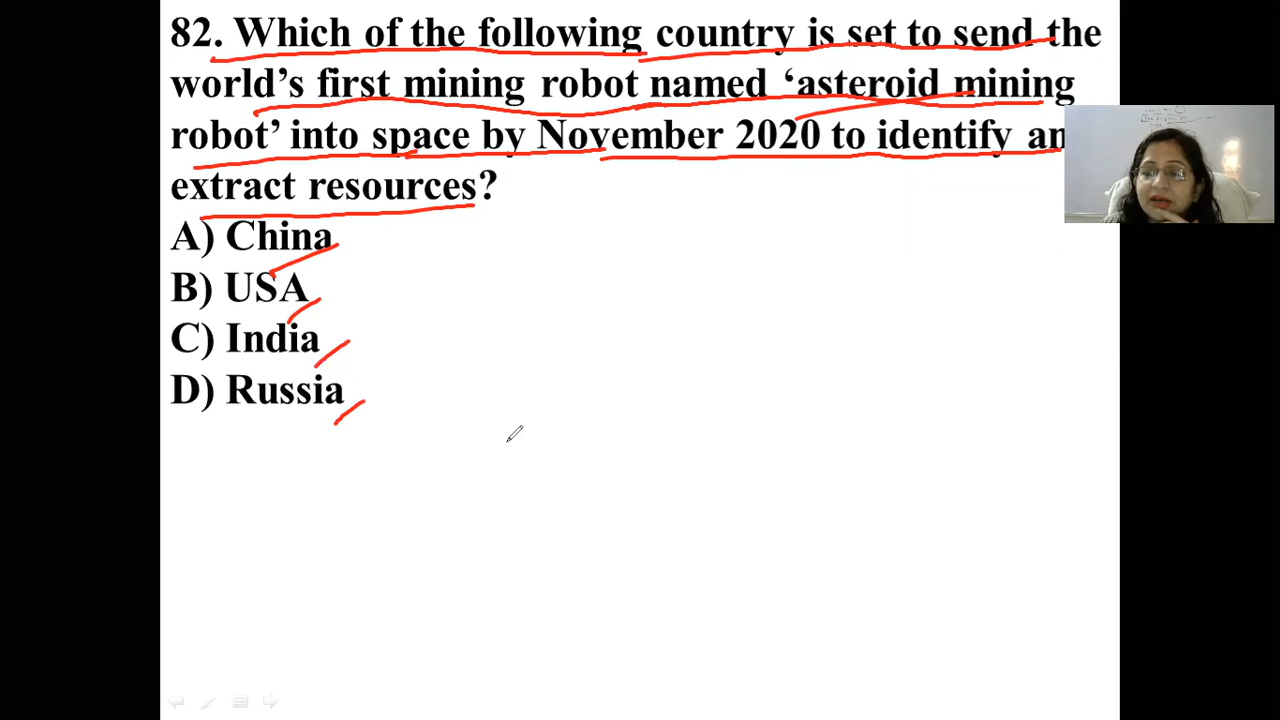 82. Which of the following country is set to send the
world’s first mining robot named ‘asteroid mining
robot’ into space by November 2020 to identify
extract resources?
A) China
B) USA
C) India
D) Russia